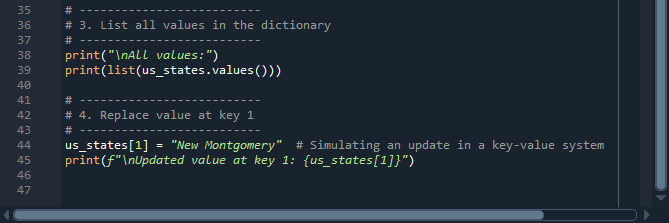 35 # --------------------------
36 # 3. List all values in the dictionary
37 # --------------------------
38 print("\nAll values:")
39 print(list(us_states.values()))
40
41 # --------------------------
42 # 4. Replace value at key 1
43 # --------------------------
44 us_states[1] = "New Montgomery"  # Simulating an update in a key-value system
45 print(f"\nUpdated value at key 1: {us_states[1]}")
46
47